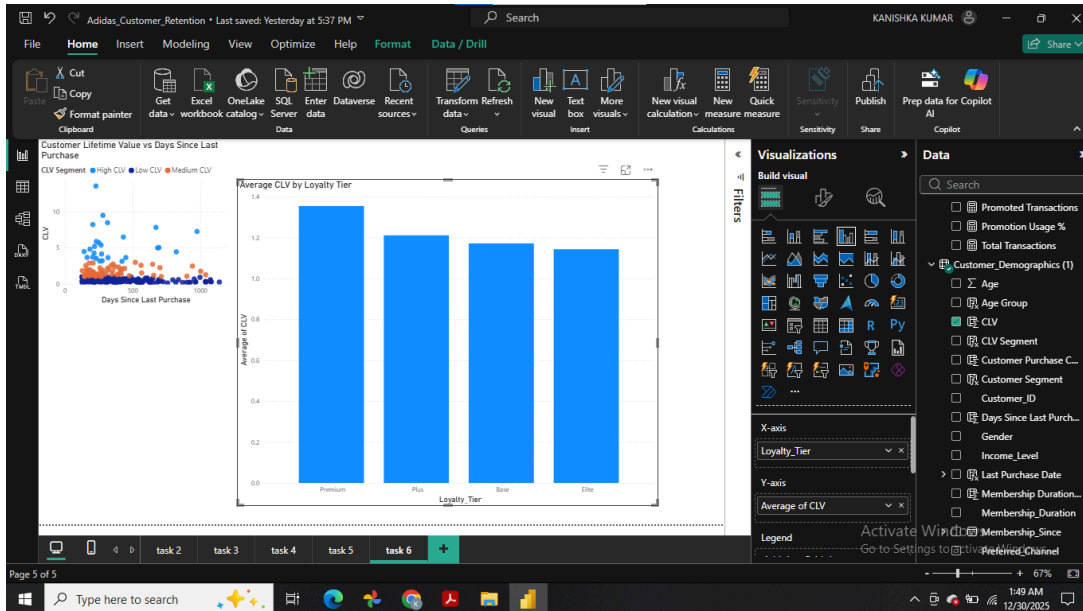 Adidas_Customer_Retention • Last saved: Yesterday at 5:37 PM
Search
KANISHKA KUMAR
File Home Insert Modeling View Optimize Help Format Data / Drill
Share
Paste
Cut
Copy
Format painter
Clipboard
Get data
Excel workbook
OneLake catalog
SQL Server
Enter data
Dataverse
Recent sources
Data
Transform data
Refresh
Queries
New visual
Text box
More visuals
Insert
New visual calculation
New measure
Quick measure
Calculations
Sensitivity
Sensitivity
Publish
Share
Prep data for Copilot
AI
Copilot
Customer Lifetime Value vs Days Since Last
Purchase
CLV Segment High CLV Low CLV Medium CLV
CLV
10
5
0
0 500 1000
Days Since Last Purchase
Average CLV by Loyalty Tier
Average of CLV
1.4
1.2
1.0
0.8
0.6
0.4
0.2
0.0
Premium Plus Base Elite
Loyalty_Tier
Filters
Visualizations
Build visual
R Py
123
X-axis
Loyalty_Tier
Y-axis
Average of CLV
Legend
Data
Search
Promoted Transactions
Promotion Usage %
Total Transactions
Customer_Demographics (1)
Age
Age Group
CLV
CLV Segment
Customer Purchase C...
Customer Segment
Customer_ID
Days Since Last Purch...
Gender
Income_Level
Last Purchase Date
Membership Duration...
Membership_Duration
Membership_Since
Preferred_Channel
Activate Windows
Go to Settings to activate Windows.
DAX
TMDL
task 2 task 3 task 4 task 5 task 6 +
Page 5 of 5
- + 67%
Type here to search
1:49 AM
12/30/2025